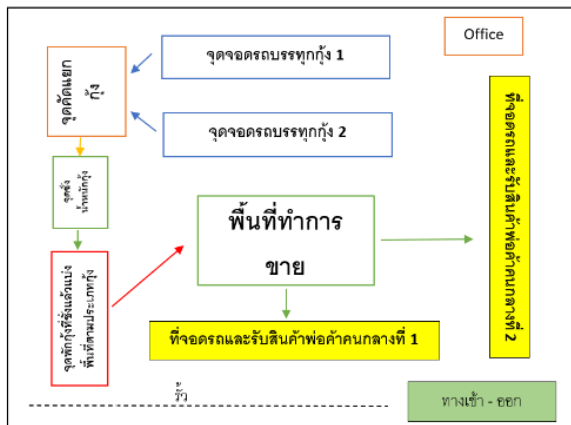 Office
จุดจอดรถบรรทุกกุ้ง 1
จุดคัดแยก
กุ้ง
จุดจอดรถบรรทุกกุ้ง 2
จุดชั่ง
น้ำหนักกุ้ง
พื้นที่ทำการ
ขาย
ที่จอดรถและรับสินค้าพ่อค้าคนกลางที่ 2
จุดพักกุ้งที่ชั่งแล้วแบ่ง
พื้นที่ตามประเภทกุ้ง
ที่จอดรถและรับสินค้าพ่อค้าคนกลางที่ 1
รั้ว
ทางเข้า - ออก